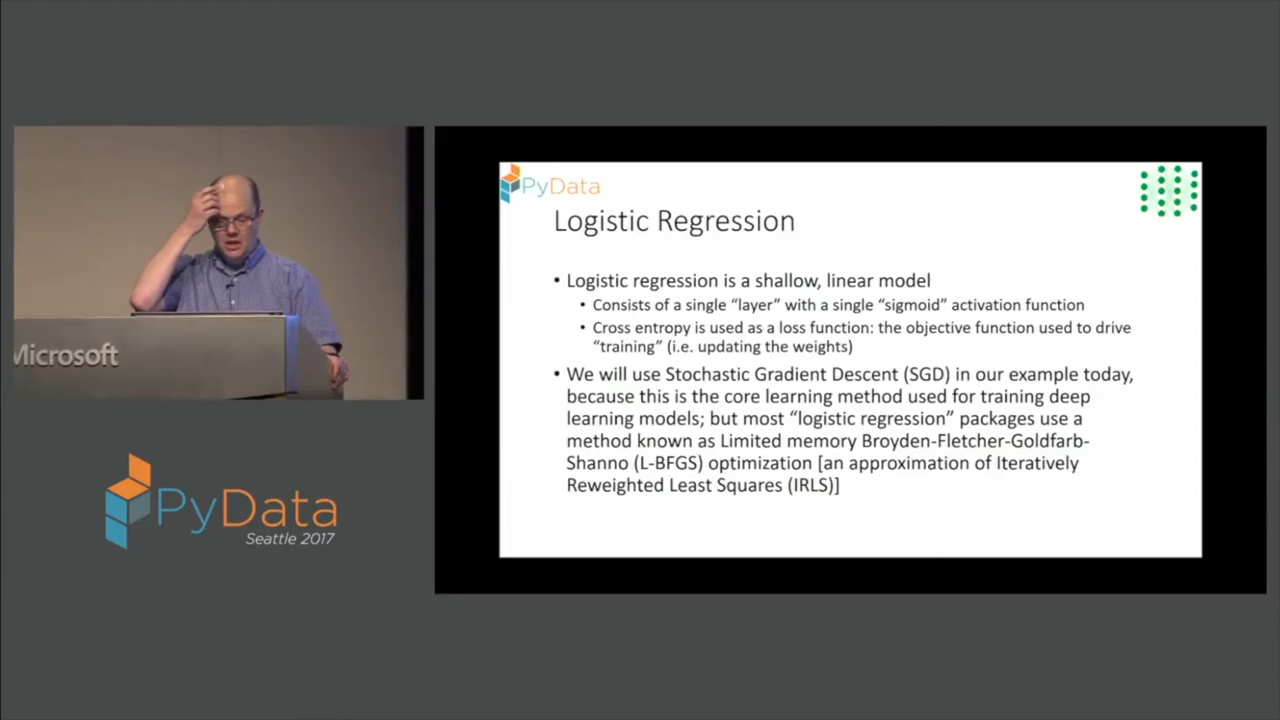 Microsoft
PyData
Seattle 2017
PyData
Logistic Regression
• Logistic regression is a shallow, linear model
• Consists of a single “layer” with a single “sigmoid” activation function
• Cross entropy is used as a loss function: the objective function used to drive
“training” (i.e. updating the weights)
• We will use Stochastic Gradient Descent (SGD) in our example today,
because this is the core learning method used for training deep
learning models; but most “logistic regression” packages use a
method known as Limited memory Broyden-Fletcher-Goldfarb-
Shanno (L-BFGS) optimization [an approximation of Iteratively
Reweighted Least Squares (IRLS)]